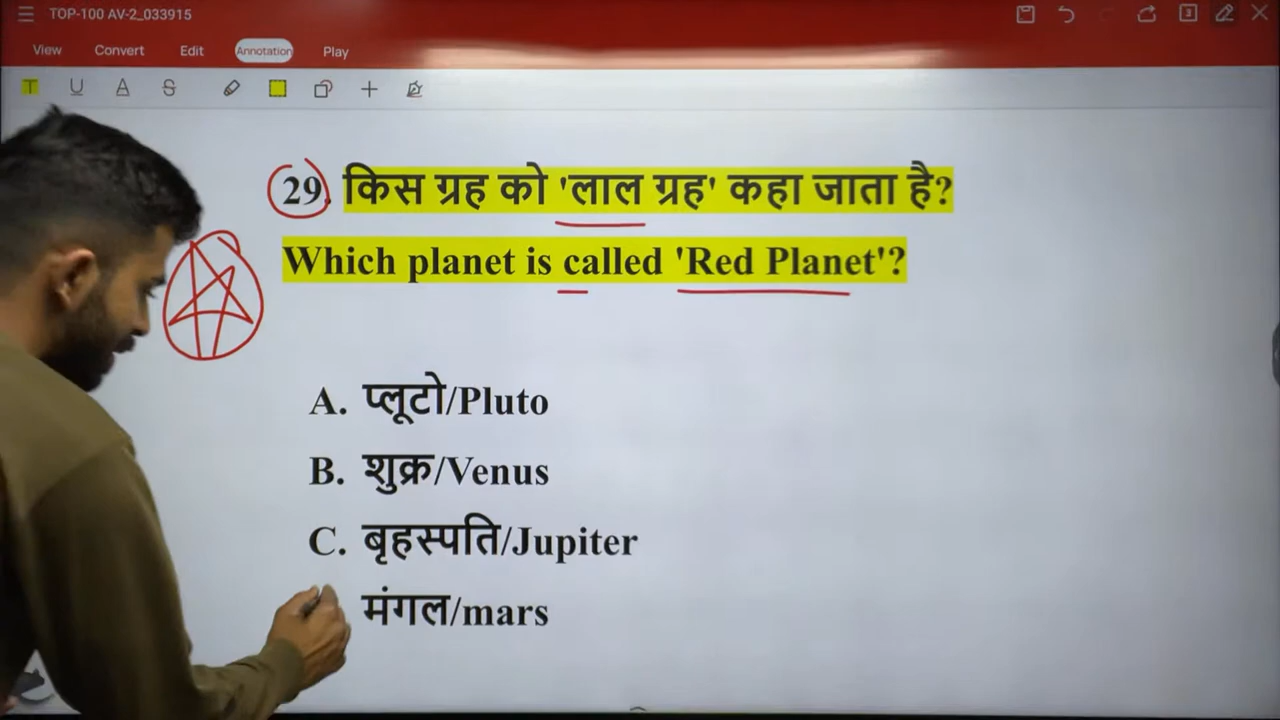 TOP-100 AV-2_033915
3
View Convert Edit Annotation Play
T U A S
29. किस ग्रह को 'लाल ग्रह' कहा जाता है?
Which planet is called 'Red Planet'?
A. प्लूटो/Pluto
B. शुक्र/Venus
C. बृहस्पति/Jupiter
मंगल/mars